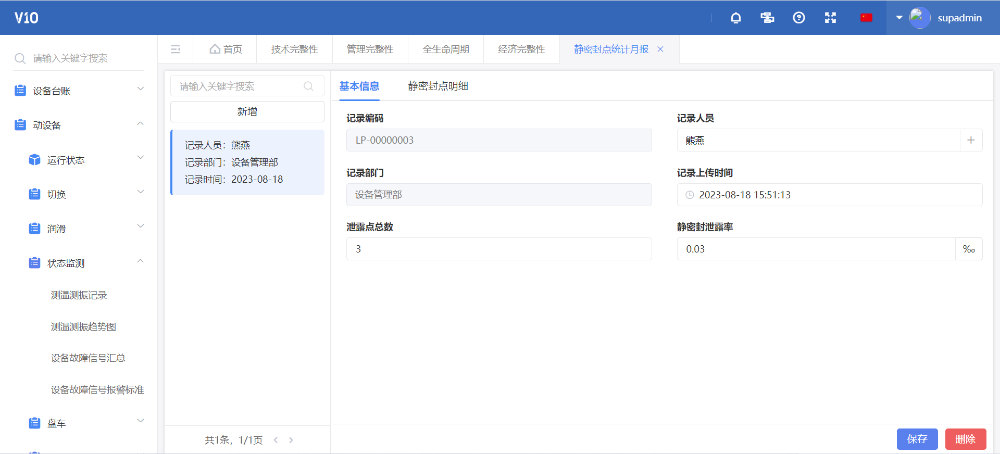 V10
supadmin
请输入关键字搜索
设备台账
动设备
运行状态
切换
润滑
状态监测
测温测振记录
测温测振趋势图
设备故障信号汇总
设备故障信号报警标准
盘车
首页
技术完整性
管理完整性
全生命周期
经济完整性
静密封点统计月报
请输入关键字搜索
新增
记录人员：熊燕
记录部门：设备管理部
记录时间：2023-08-18
共1条，1/1页
基本信息
静密封点明细
记录编码
LP-00000003
记录人员
熊燕
记录部门
设备管理部
记录上传时间
2023-08-18 15:51:13
泄露点总数
3
静密封泄露率
0.03
‰
保存
删除